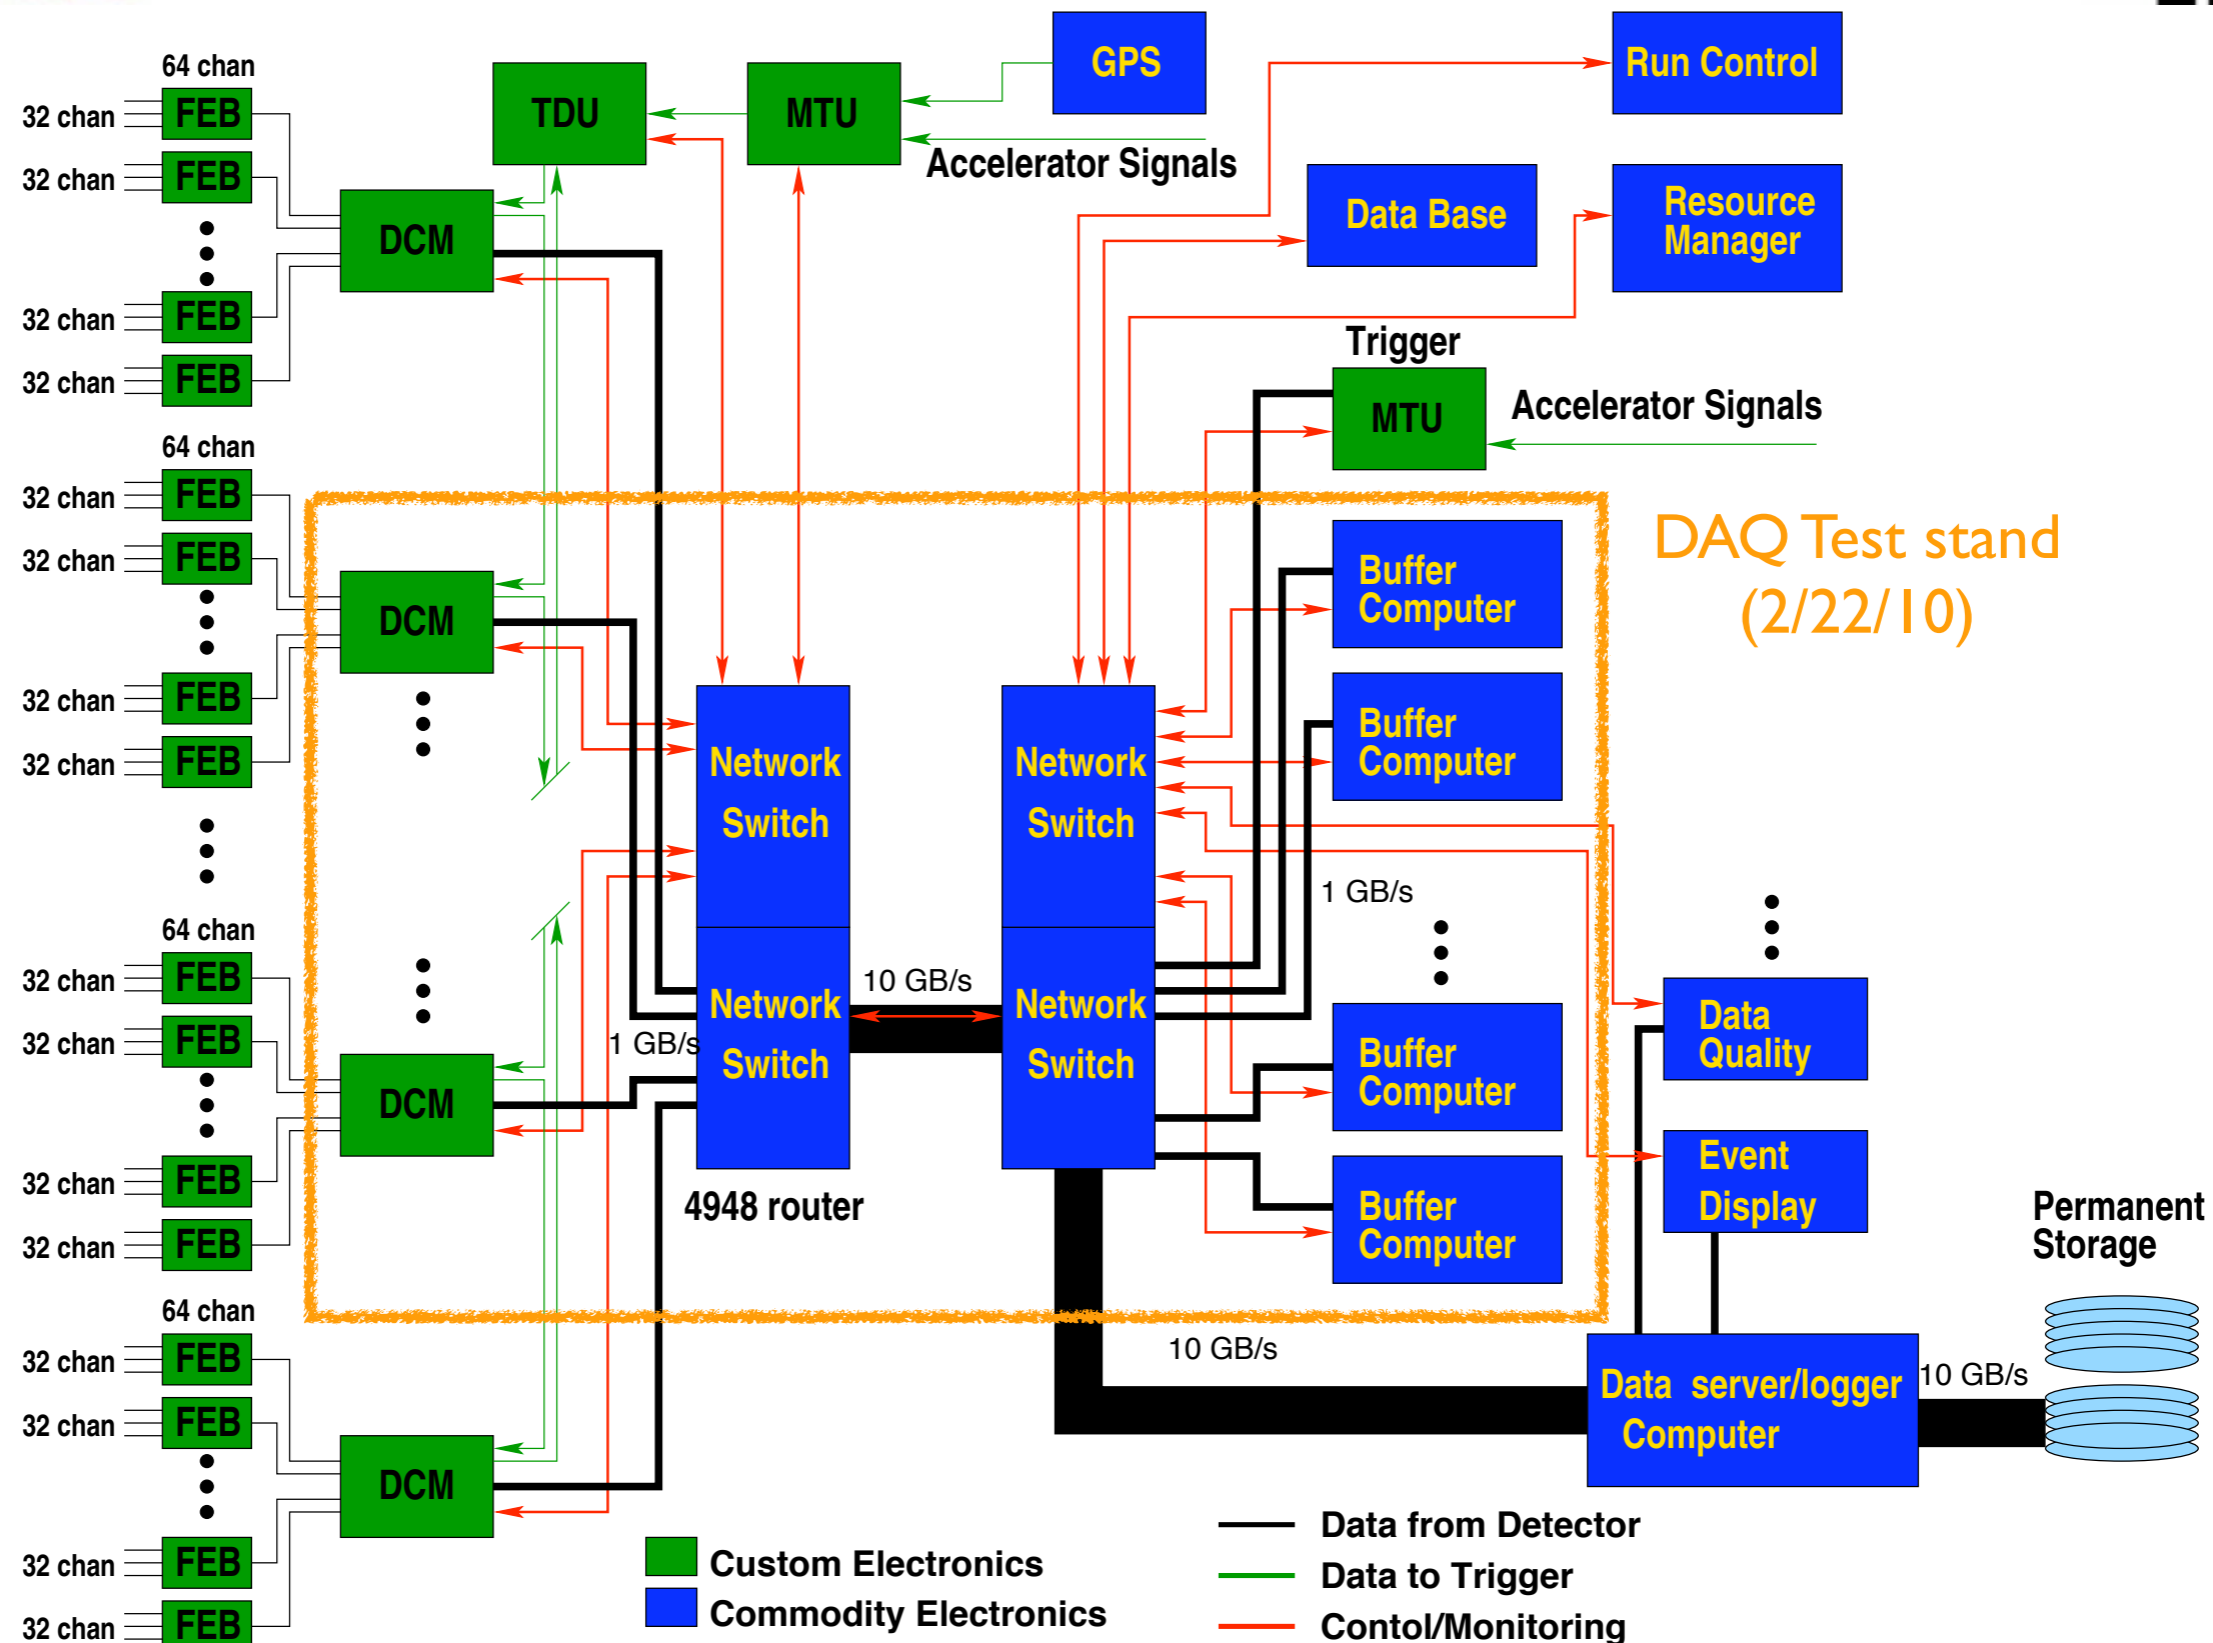 GPS
Run Control
64 chan
32 chan FEB
TDU
MTU
Accelerator Signals
32 chan FEB
DCM
Data Base
Resource
Manager
32 chan FEB
32 chan FEB
Trigger
MTU
Accelerator Signals
64 chan
32 chan FEB
32 chan FEB
DCM
32 chan FEB
32 chan FEB
DAQ Test stand
(2/22/10)
Buffer
Computer
Buffer
Computer
Network
Switch
Network
Switch
1 GB/s
64 chan
32 chan FEB
32 chan FEB
DCM
32 chan FEB
32 chan FEB
1 GB/s
Network
Switch
10 GB/s
Network
Switch
4948 router
Buffer
Computer
Buffer
Computer
Data
Quality
Event
Display
Permanent
Storage
64 chan
32 chan FEB
32 chan FEB
DCM
32 chan FEB
32 chan FEB
10 GB/s
Data server/logger
Computer
10 GB/s
Custom Electronics
Commodity Electronics
Data from Detector
Data to Trigger
Contol/Monitoring